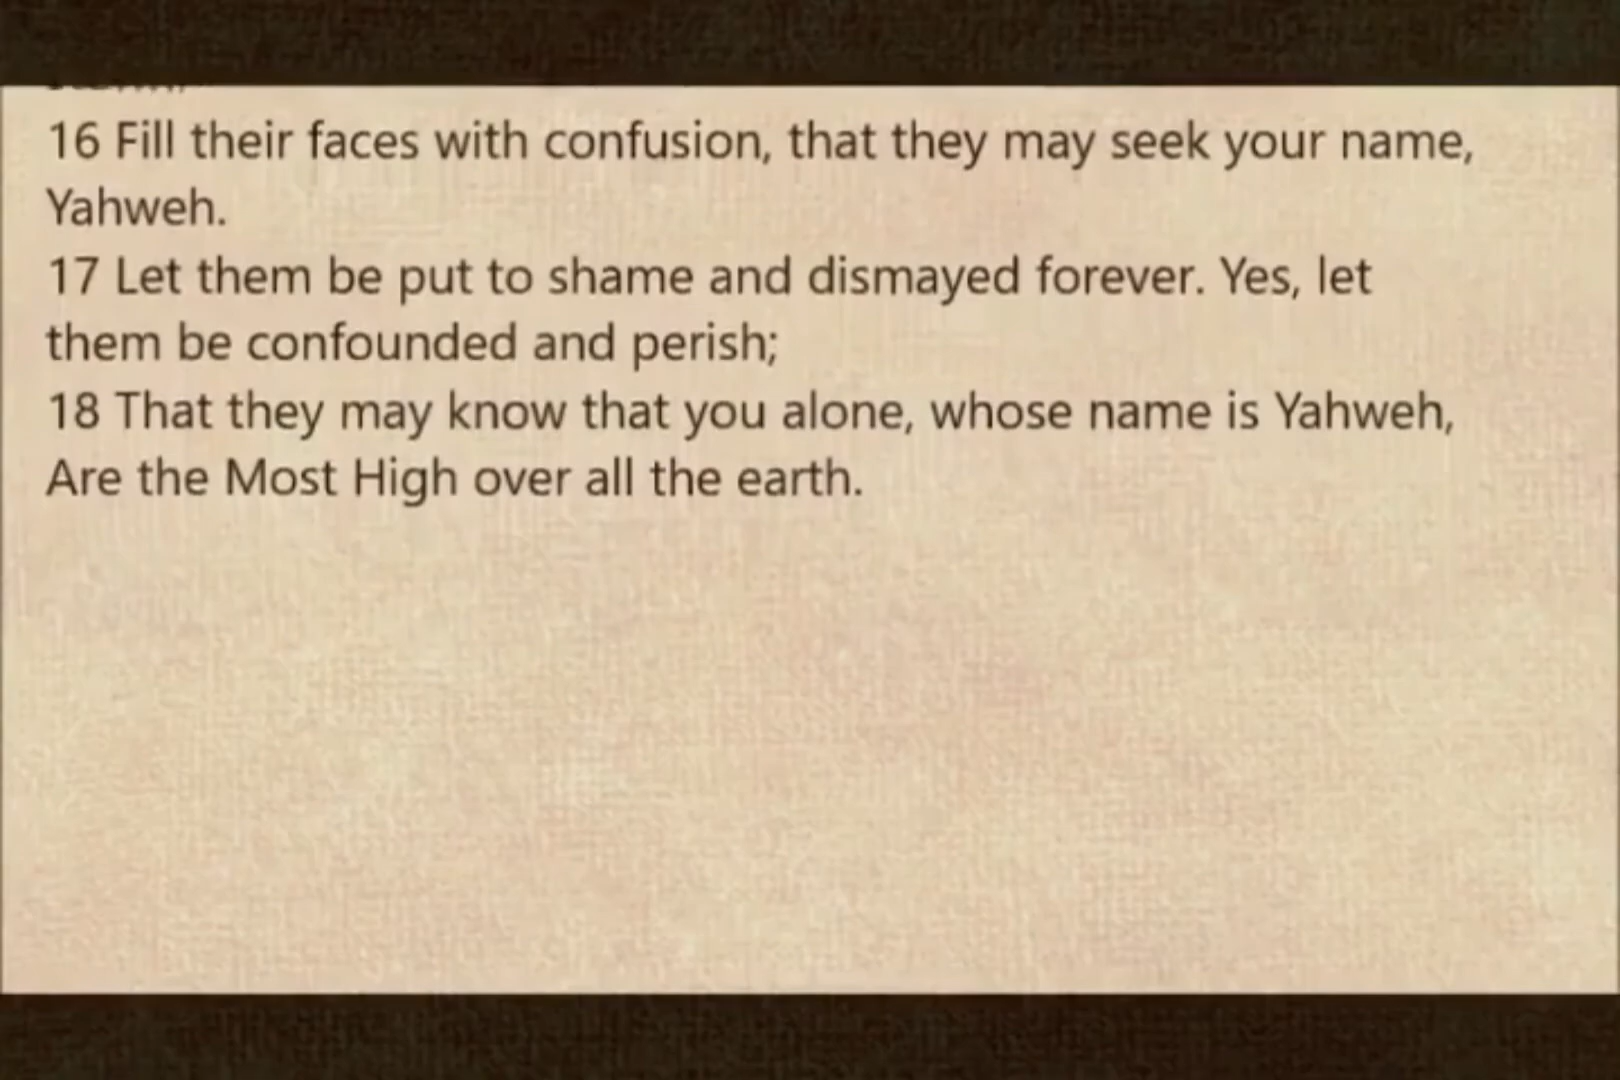 16 Fill their faces with confusion, that they may seek your name,
Yahweh.
17 Let them be put to shame and dismayed forever. Yes, let
them be confounded and perish;
18 That they may know that you alone, whose name is Yahweh,
Are the Most High over all the earth.